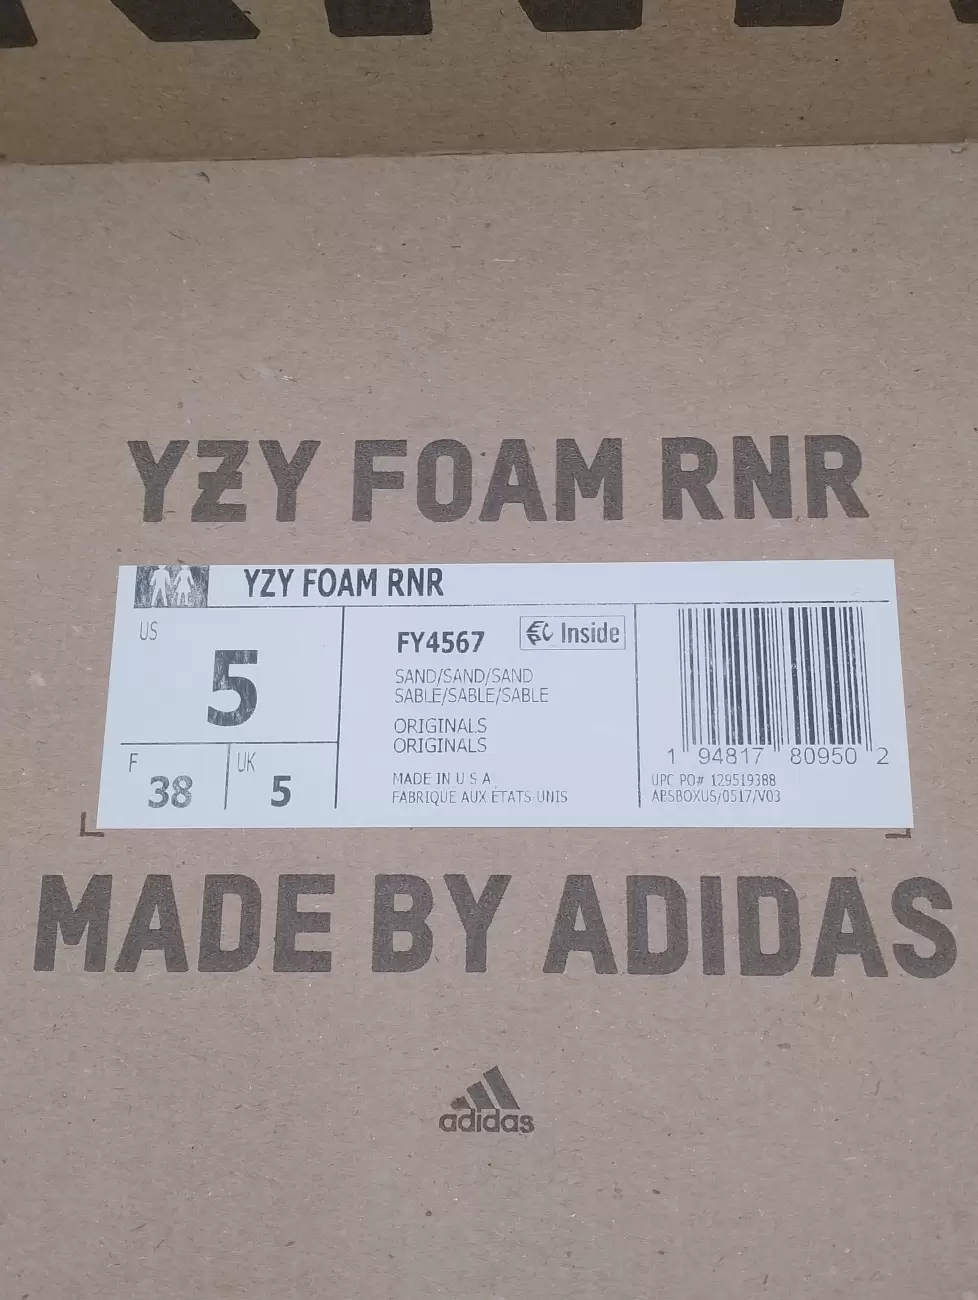 YZY FOAM RNR
YZY FOAM RNR
US
5
F
38
UK
5
FY4567
Inside
SAND/SAND/SAND
SABLE/SABLE/SABLE
ORIGINALS
ORIGINALS
MADE IN U S A
FABRIQUE AUX ÉTATS-UNIS
1 94817 80950 2
UPC PO# 129519388
ABSBOXUS/0517/V03
MADE BY ADIDAS
adidas